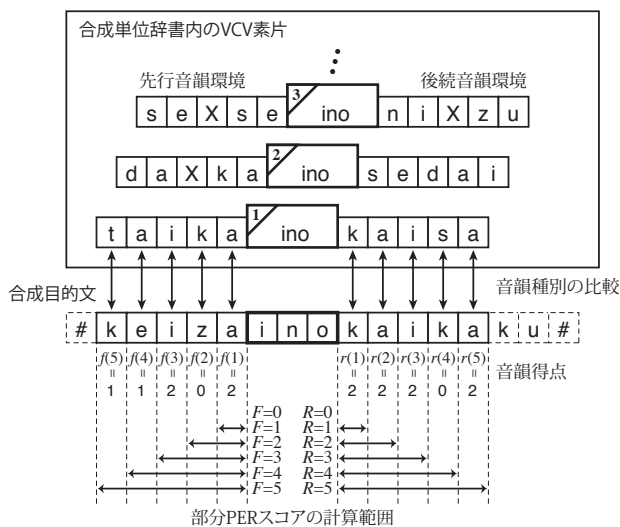 合成単位辞書内のVCV素片
先行音韻環境
後続音韻環境
s e X s e 3 ino n i X z u
d a X k a 2 ino s e d a i
t a i k a 1 ino k a i s a
合成目的文
音韻種別の比較
# k e i z a i n o k a i k a k u #
f(5) f(4) f(3) f(2) f(1) r(1) r(2) r(3) r(4) r(5)
= = = = = = = = = =
1 1 2 0 2 2 2 2 0 2
音韻得点
F=0 R=0
F=1 R=1
F=2 R=2
F=3 R=3
F=4 R=4
F=5 R=5
部分PERスコアの計算範囲